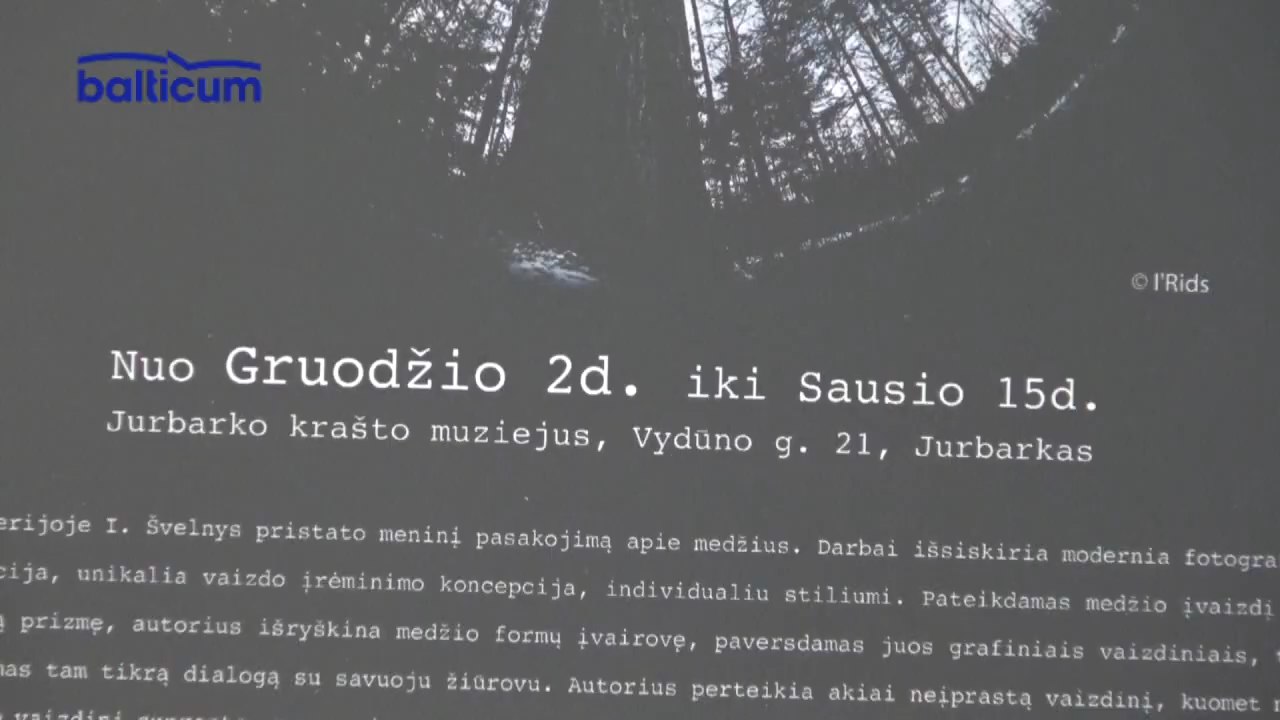 balticum
© I'Rids
Nuo Gruodžio 2d. iki Sausio 15d.
Jurbarko krašto muziejus, Vydūno g. 21, Jurbarkas
erijoje I. Švelnys pristato meninį pasakojimą apie medžius. Darbai išsiskiria modernia fotogra
cija, unikalia vaizdo įrėminimo koncepcija, individualiu stiliumi. Pateikdamas medžio įvaizdį
ą prizmę, autorius išryškina medžio formų įvairovę, paversdamas juos grafiniais vaizdiniais,
mas tam tikrą dialogą su savuoju žiūrovu. Autorius perteikia akiai neįprastą vaizdinį, kuomet